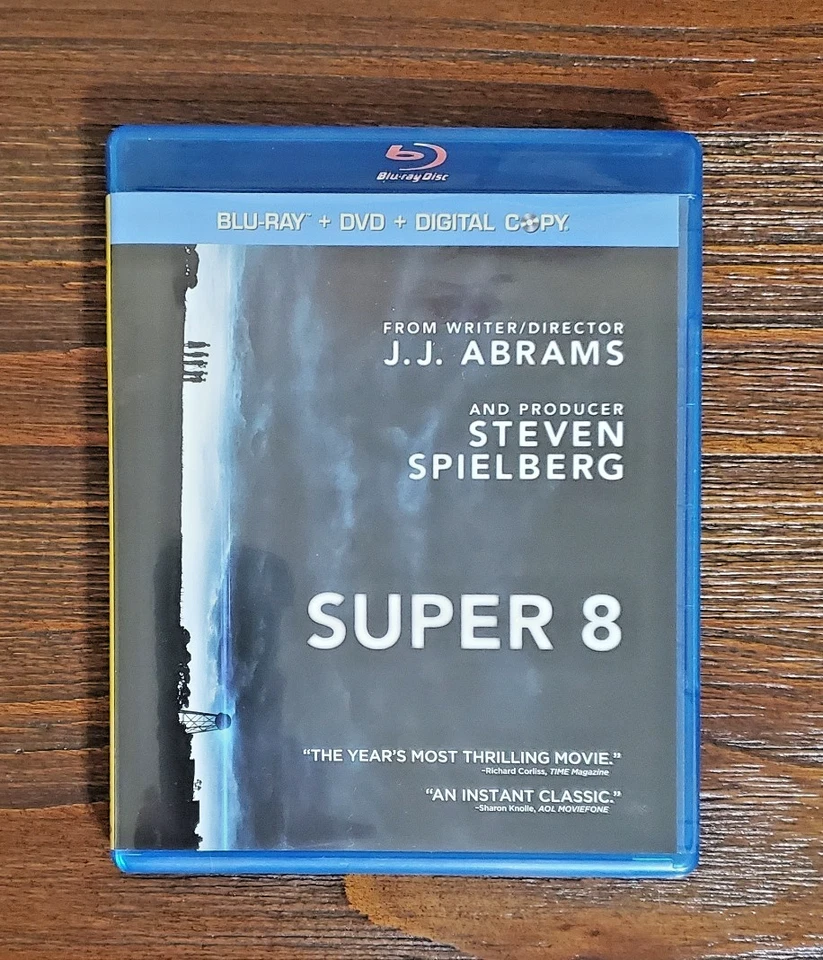 Blu-ray Disc
BLU-RAY™ + DVD + DIGITAL COPY
FROM WRITER/DIRECTOR
J.J. ABRAMS
AND PRODUCER
STEVEN
SPIELBERG
SUPER 8
“THE YEAR’S MOST THRILLING MOVIE.”
–Richard Corliss, TIME Magazine
“AN INSTANT CLASSIC.”
–Sharon Knolle, AOL MOVIEFONE